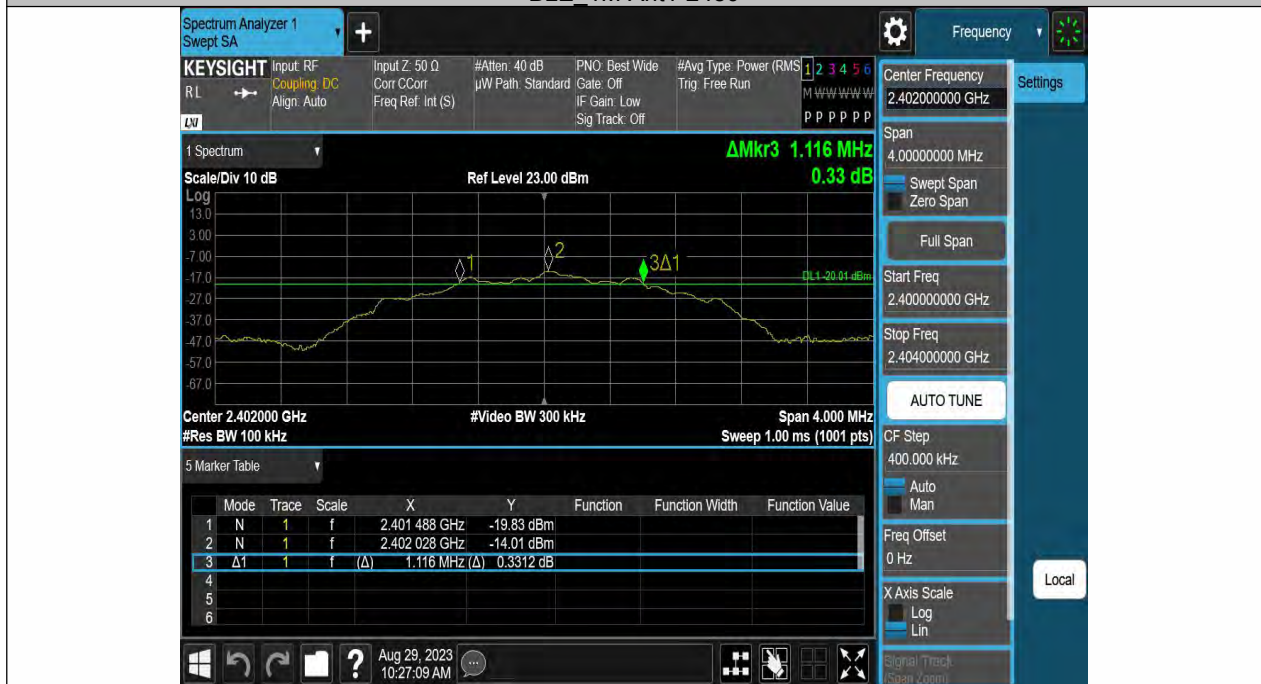 Spectrum Analyzer 1
Swept SA
+
Frequency
KEYSIGHT
RL
LXI
Input: RF
Coupling: DC
Align: Auto
Input Z: 50 Ω
Corr CCorr
Freq Ref: Int (S)
#Atten: 40 dB
µW Path: Standard
PNO: Best Wide
Gate: Off
IF Gain: Low
Sig Track: Off
#Avg Type: Power (RMS
Trig: Free Run
1 2 3 4 5 6
M W W W W W
P P P P P P
1 Spectrum
ΔMkr3 1.116 MHz
0.33 dB
Scale/Div 10 dB
Ref Level 23.00 dBm
Log
13.0
3.00
-7.00
-17.0
-27.0
-37.0
-47.0
-57.0
-67.0
1
2
3Δ1
DL1 -20.01 dBm
Center 2.402000 GHz
#Video BW 300 kHz
Span 4.000 MHz
#Res BW 100 kHz
Sweep 1.00 ms (1001 pts)
5 Marker Table
Mode Trace Scale X Y Function Function Width Function Value
1 N 1 f 2.401 488 GHz -19.83 dBm
2 N 1 f 2.402 028 GHz -14.01 dBm
3 Δ1 1 f (Δ) 1.116 MHz (Δ) 0.3312 dB
4
5
6
?
Aug 29, 2023
10:27:09 AM
Center Frequency
2.402000000 GHz
Settings
Span
4.00000000 MHz
Swept Span
Zero Span
Full Span
Start Freq
2.400000000 GHz
Stop Freq
2.404000000 GHz
AUTO TUNE
CF Step
400.000 kHz
Auto
Man
Freq Offset
0 Hz
X Axis Scale
Log
Lin
Signal Track
(Span Zoom)
Local